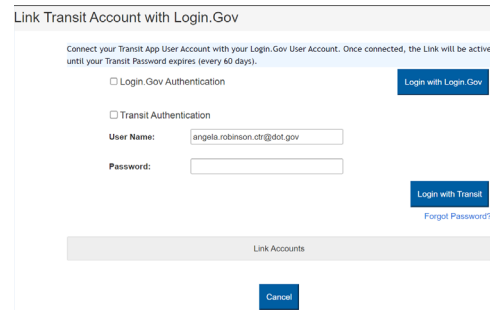 Link Transit Account with Login.Gov
Connect your Transit App User Account with your Login.Gov User Account. Once connected, the Link will be active
until your Transit Password expires (every 60 days).
Login.Gov Authentication
Login with Login.Gov
Transit Authentication
User Name:
angela.robinson.ctr@dot.gov
Password:
Login with Transit
Forgot Password?
Link Accounts
Cancel